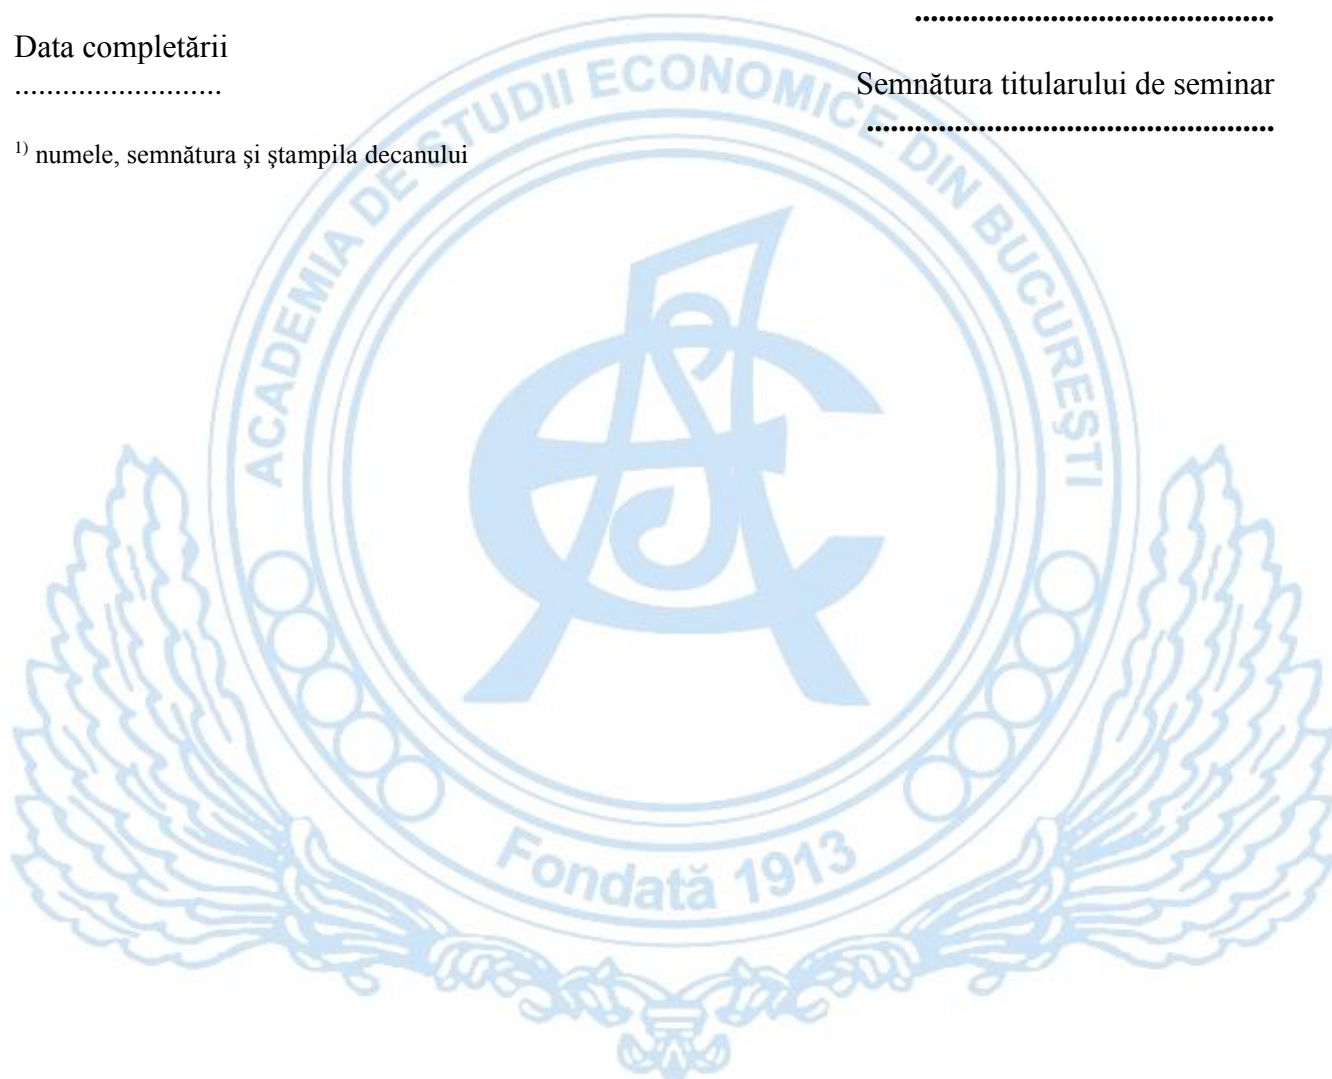 ..............................................
Data completării
..........................
Semnătura titularului de seminar
....................................................
1) numele, semnătura şi ştampila decanului
ACADEMIA DE STUDII ECONOMICE DIN BUCUREŞTI
Fondată 1913